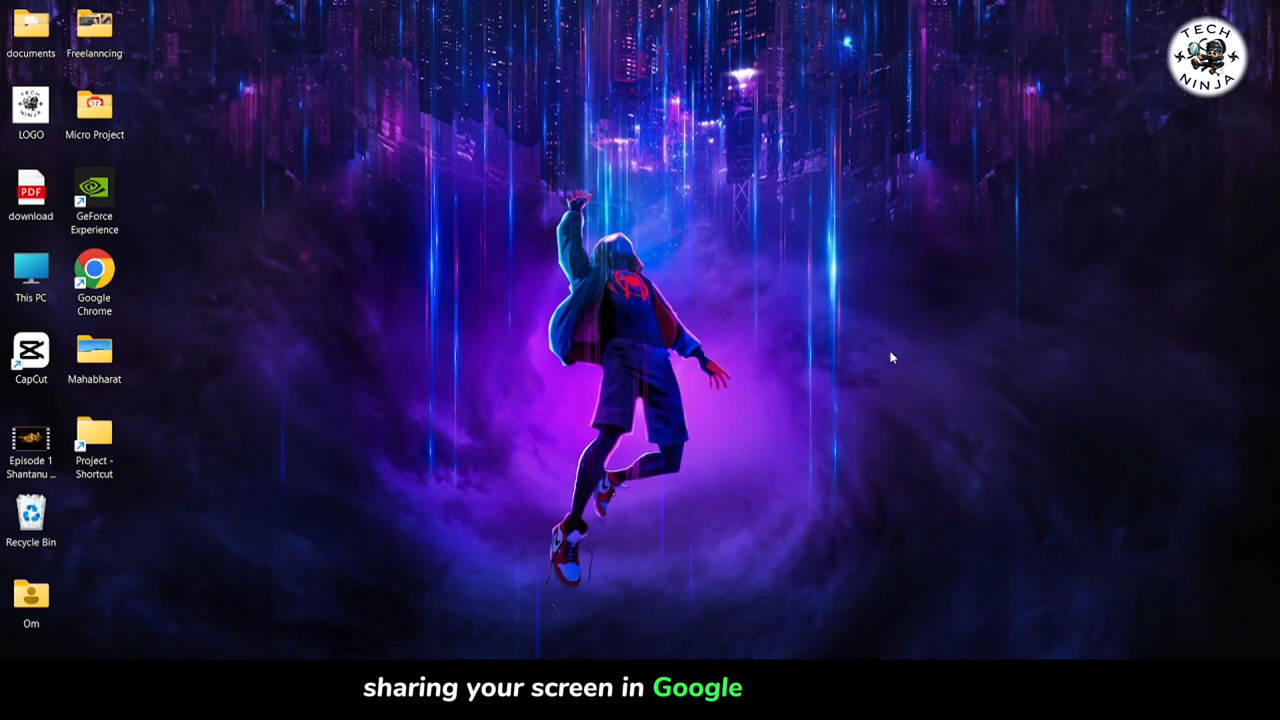 documents
Freelanncing
TECH
NINJA
LOGO
Micro Project
PDF
download
GeForce
Experience
This PC
Google
Chrome
CapCut
Mahabharat
Episode 1
Shantanu ...
Project -
Shortcut
Recycle Bin
Om
sharing your screen in Google